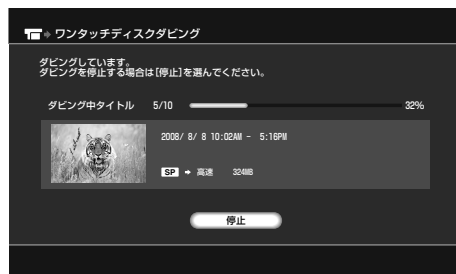 ワンタッチディスクダビング
ダビングしています。
ダビングを停止する場合は[停止]を選んでください。
ダビング中タイトル 5/10 32%
2008/ 8/ 8 10:02AM - 5:16PM
SP ➡ 高速 324MB
停止